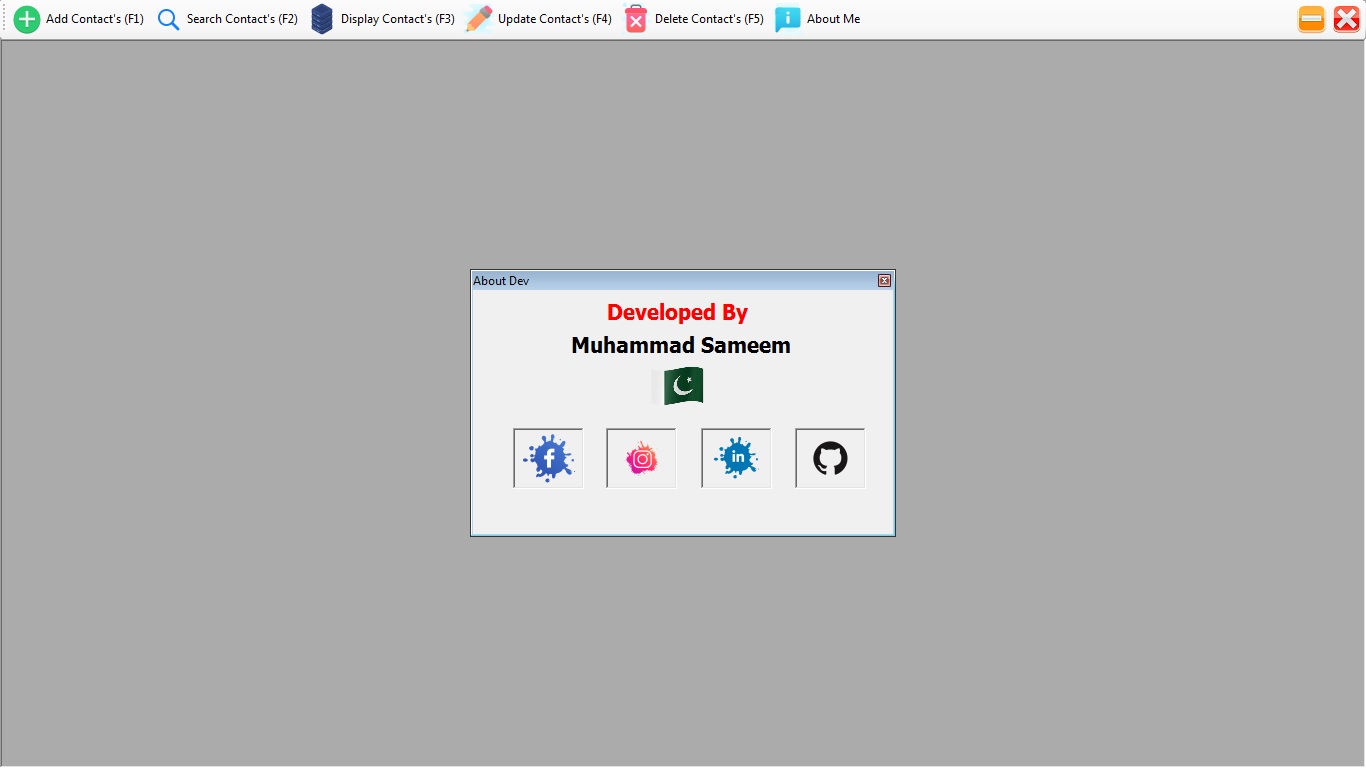 Add Contact's (F1) Search Contact's (F2) Display Contact's (F3) Update Contact's (F4) Delete Contact's (F5) About Me
About Dev
Developed By
Muhammad Sameem
f in